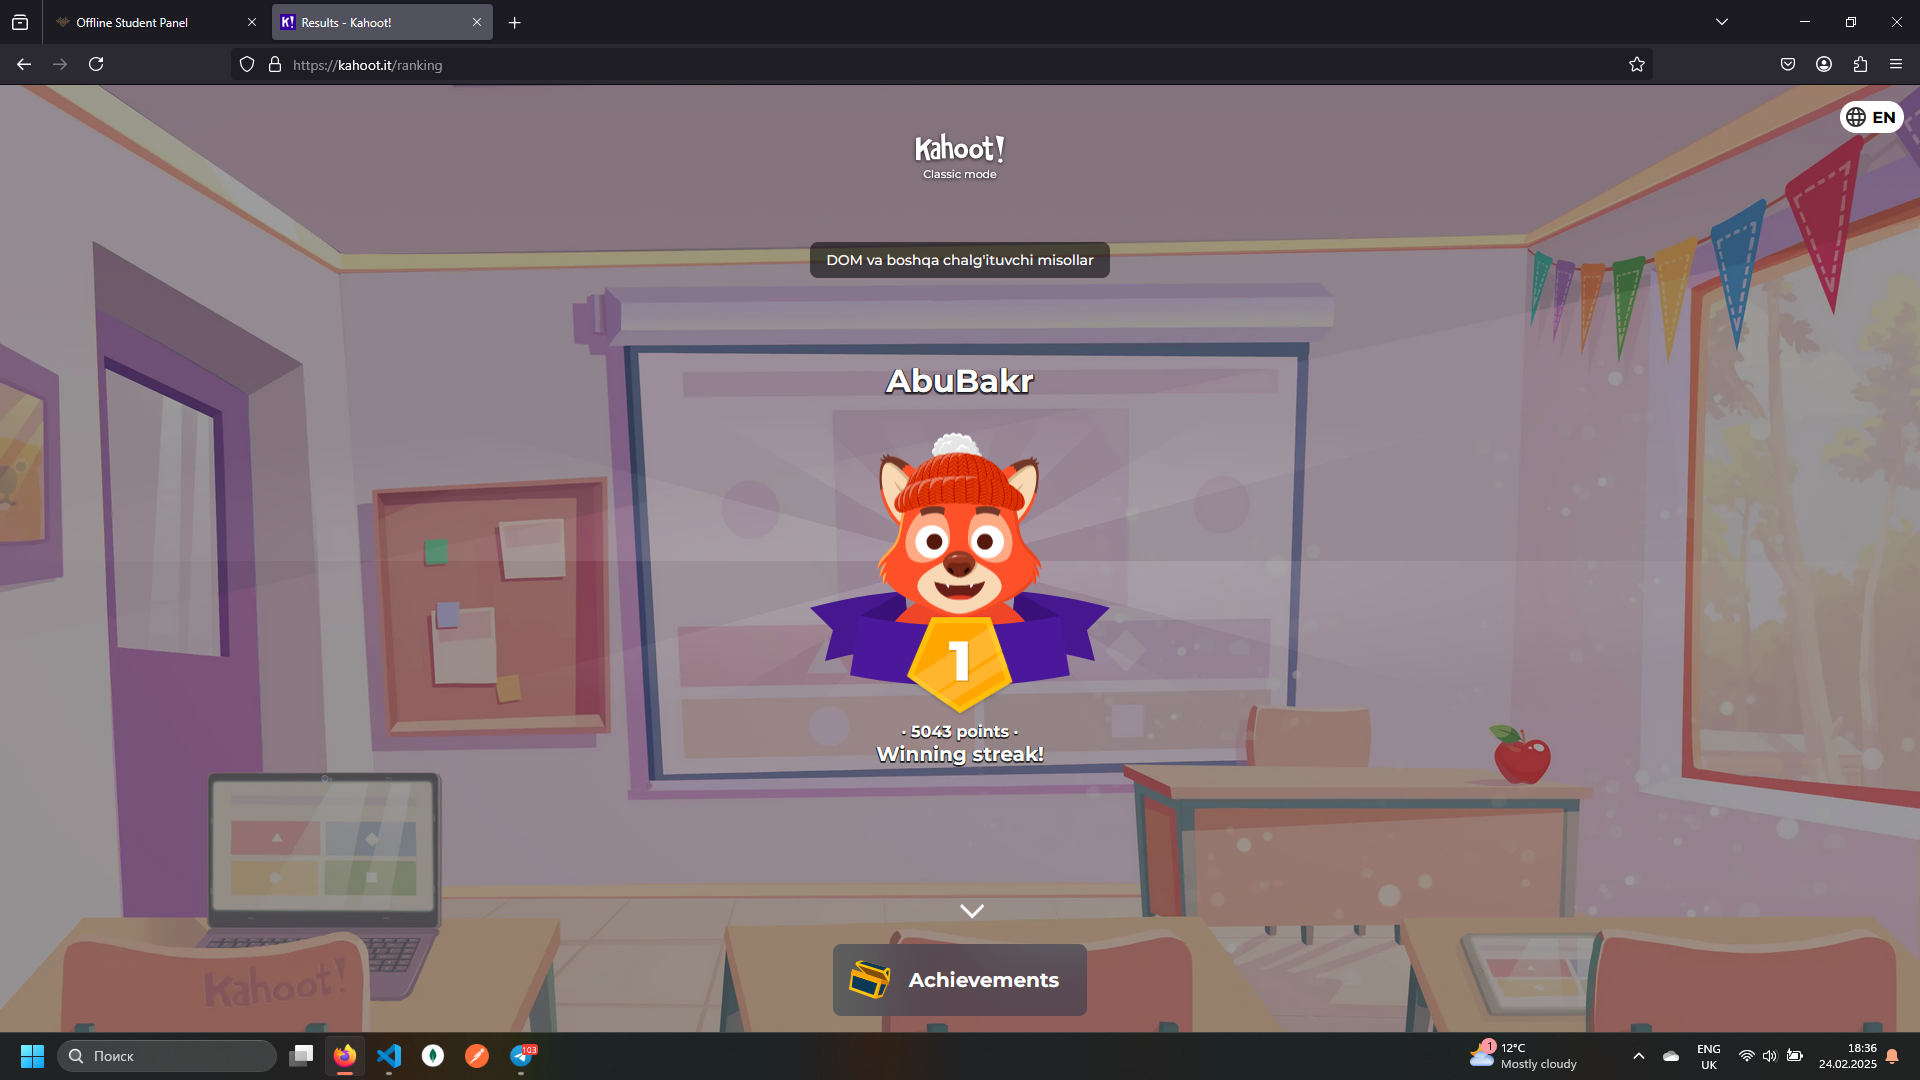 Offline Student Panel
Results - Kahoot!
https://kahoot.it/ranking
EN
Kahoot!
Classic mode
DOM va boshqa chalg'ituvchi misollar
AbuBakr
1
· 5043 points ·
Winning streak!
Kahoot!
Achievements
Поиск
103
1
12°C
Mostly cloudy
ENG
UK
18:36
24.02.2025